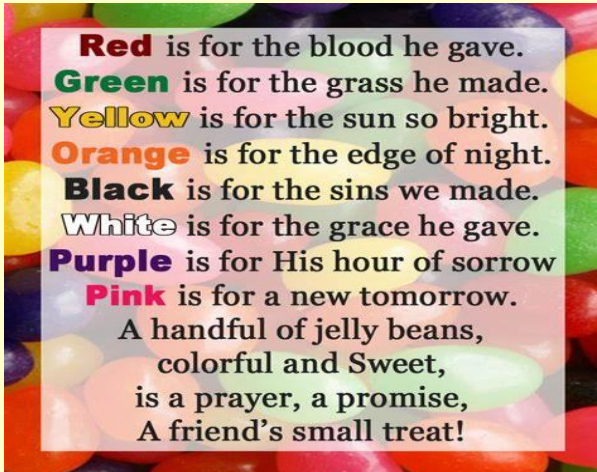 Red is for the blood he gave.
Green is for the grass he made.
Yellow is for the sun so bright.
Orange is for the edge of night.
Black is for the sins we made.
White is for the grace he gave.
Purple is for His hour of sorrow
Pink is for a new tomorrow.
A handful of jelly beans,
colorful and Sweet,
is a prayer, a promise,
A friend's small treat!